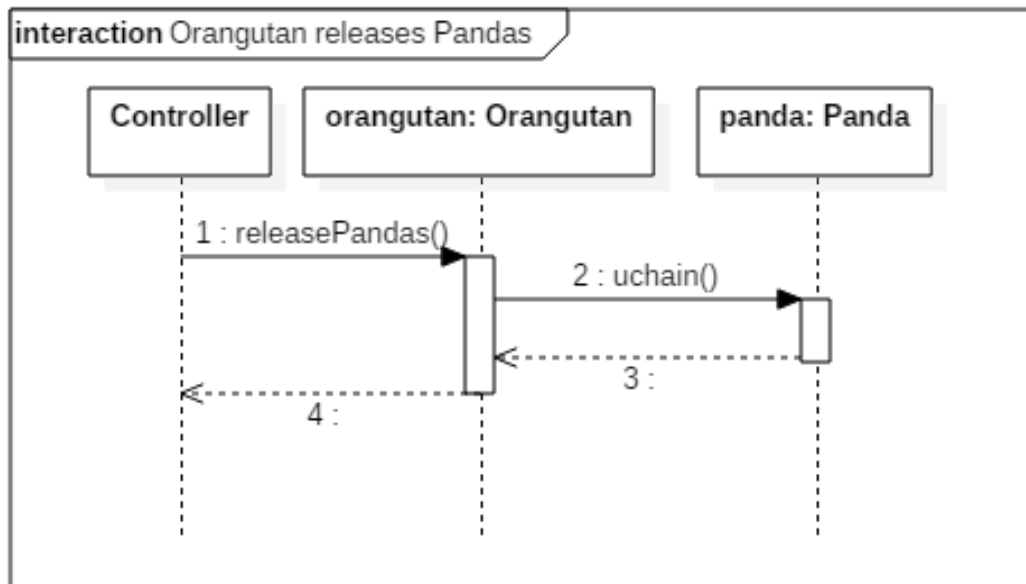 interaction Orangutan releases Pandas
Controller
orangutan: Orangutan
panda: Panda
1 : releasePandas()
2 : uchain()
3 :
4 :